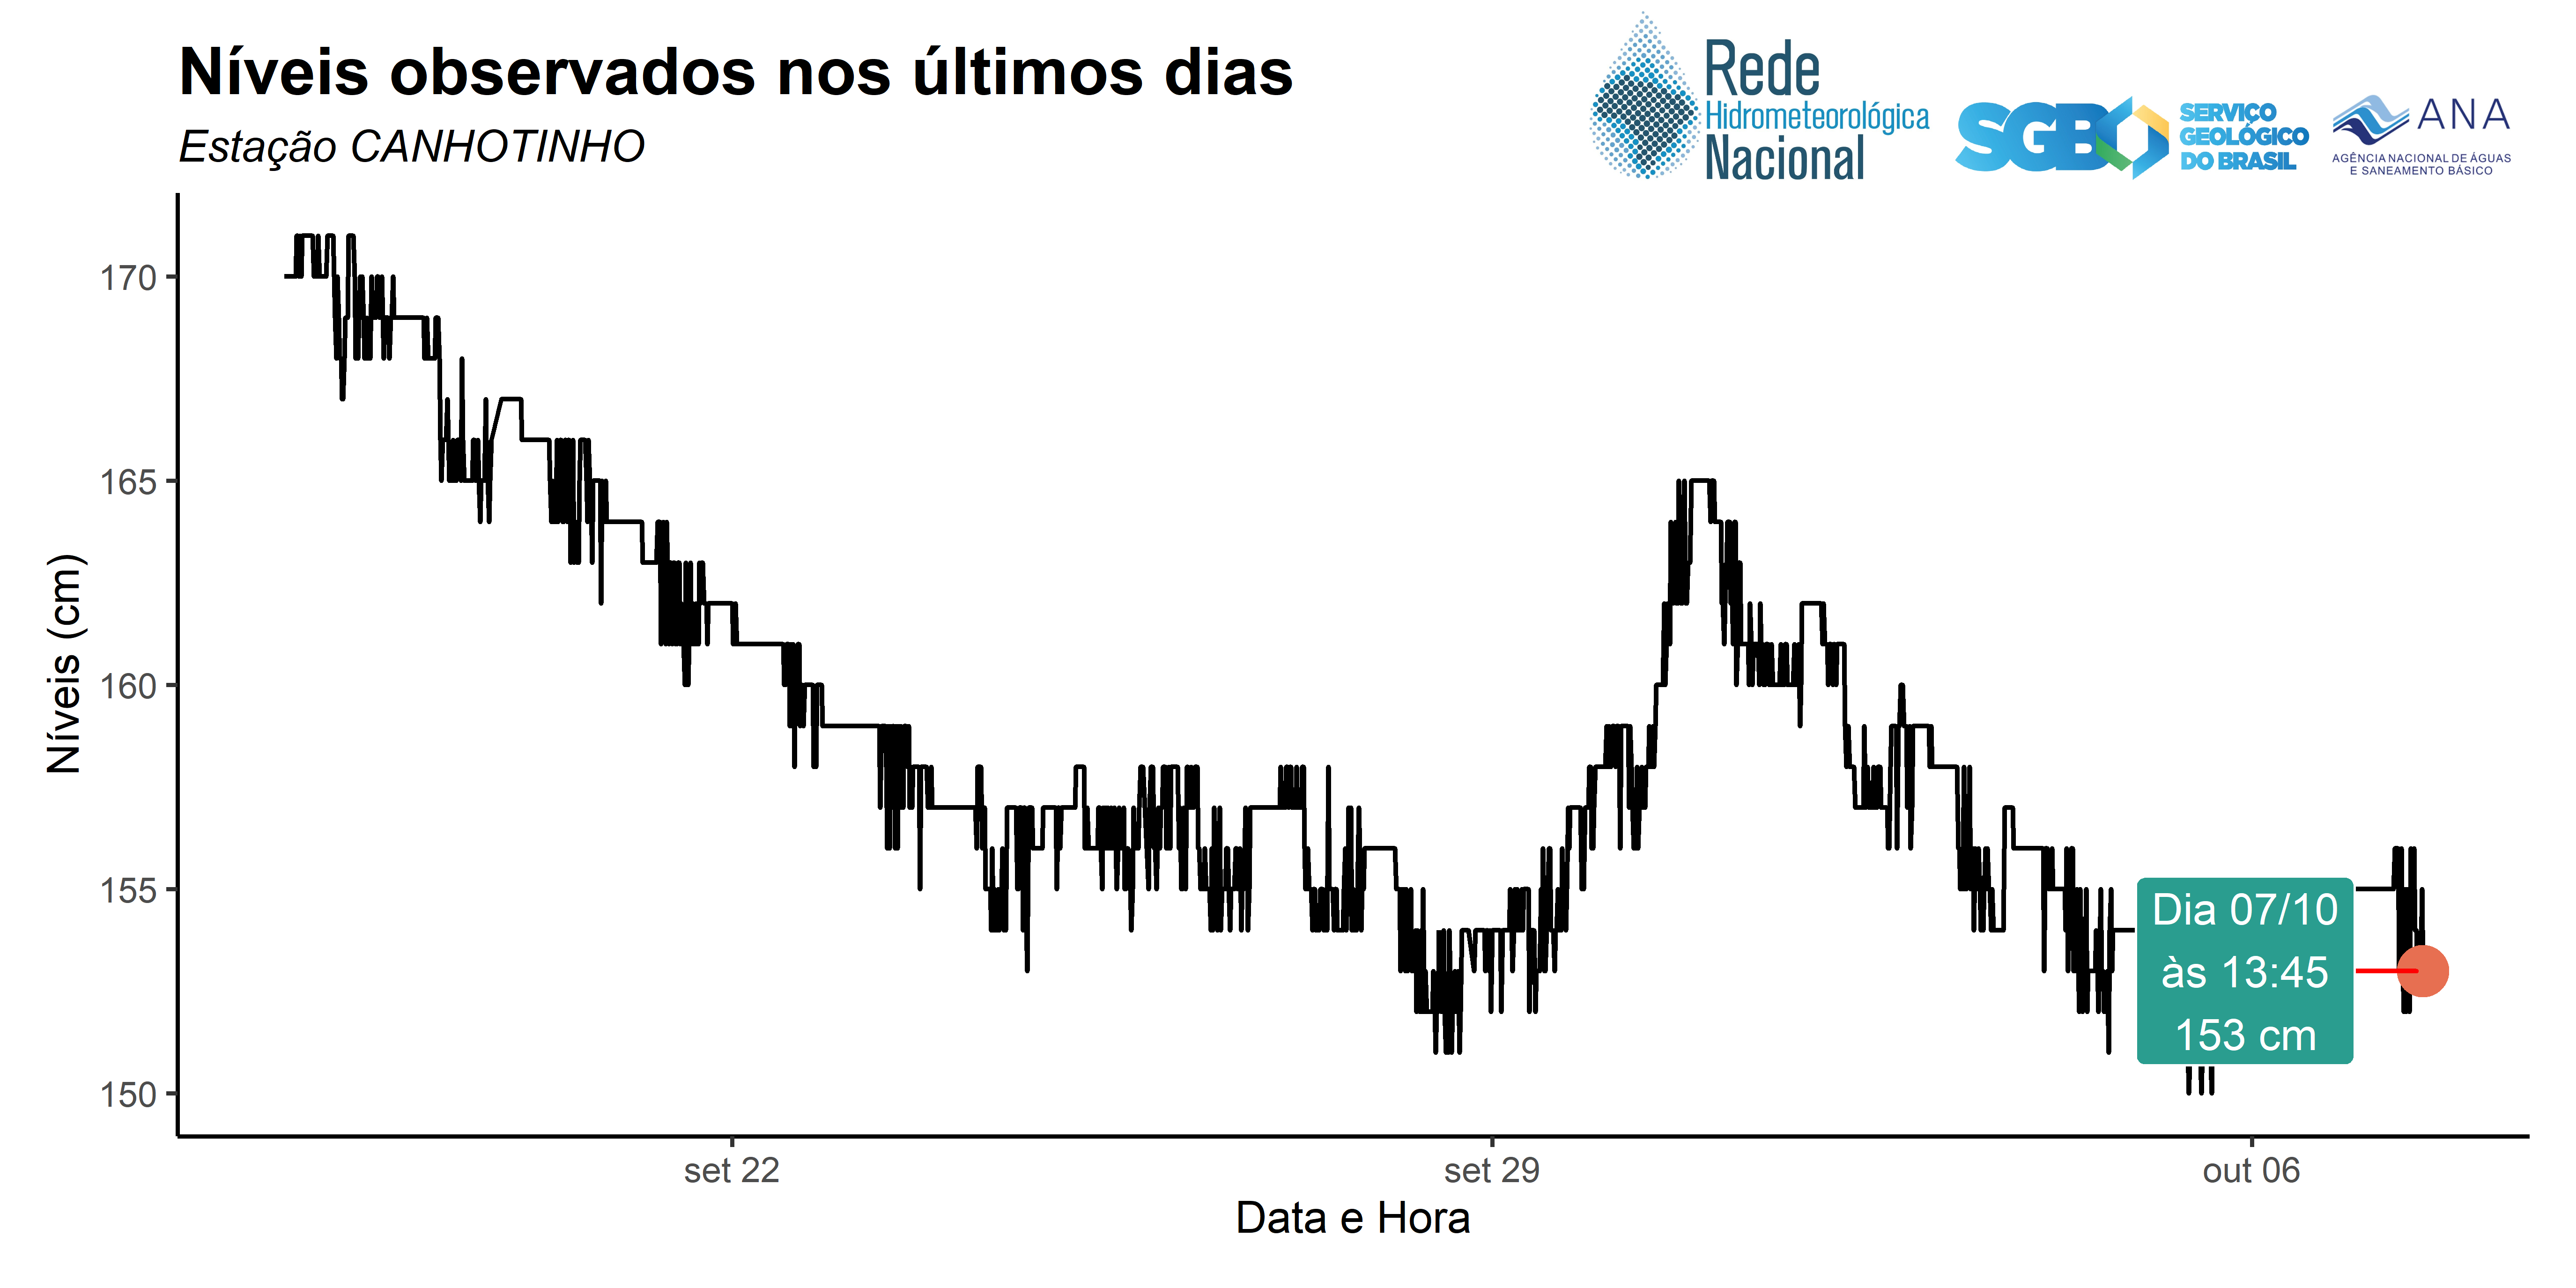 Níveis observados nos últimos dias
Estação CANHOTINHO
Rede
Hidrometeorológica
Nacional
SGB
SERVIÇO
GEOLÓGICO
DO BRASIL
ANA
AGÊNCIA NACIONAL DE ÁGUAS
E SANEAMENTO BÁSICO
Níveis (cm)
170
165
160
155
150
Dia 07/10
às 13:45
153 cm
set 22
set 29
out 06
Data e Hora